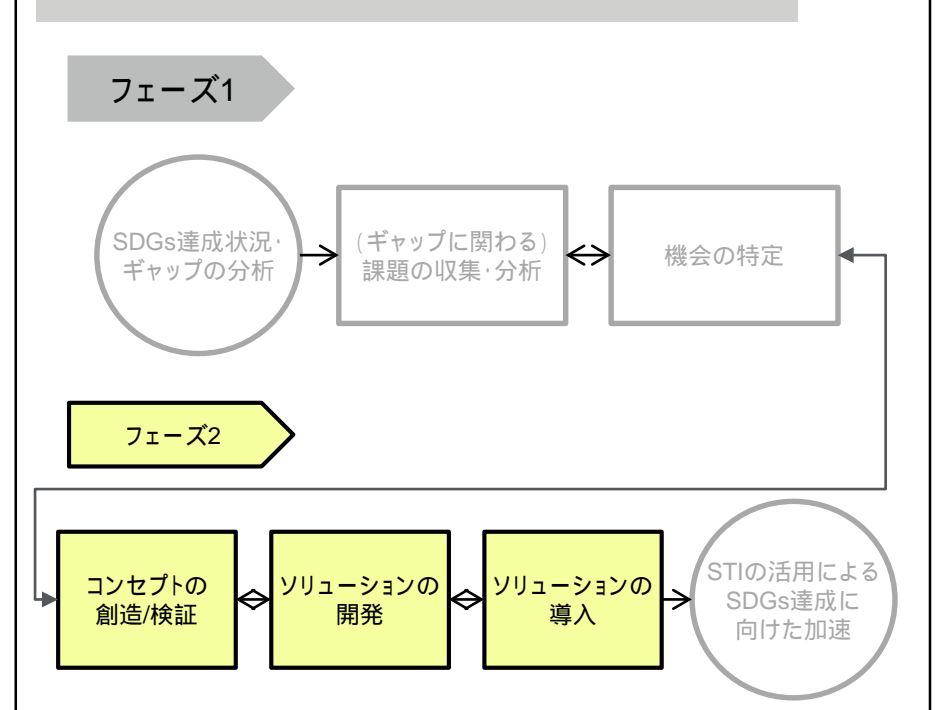 フェーズ1
SDGs達成状況・
ギャップの分析
(ギャップに関わる)
課題の収集・分析
機会の特定
フェーズ2
コンセプトの
創造/検証
ソリューションの
開発
ソリューションの
導入
STIの活用による
SDGs達成に
向けた加速